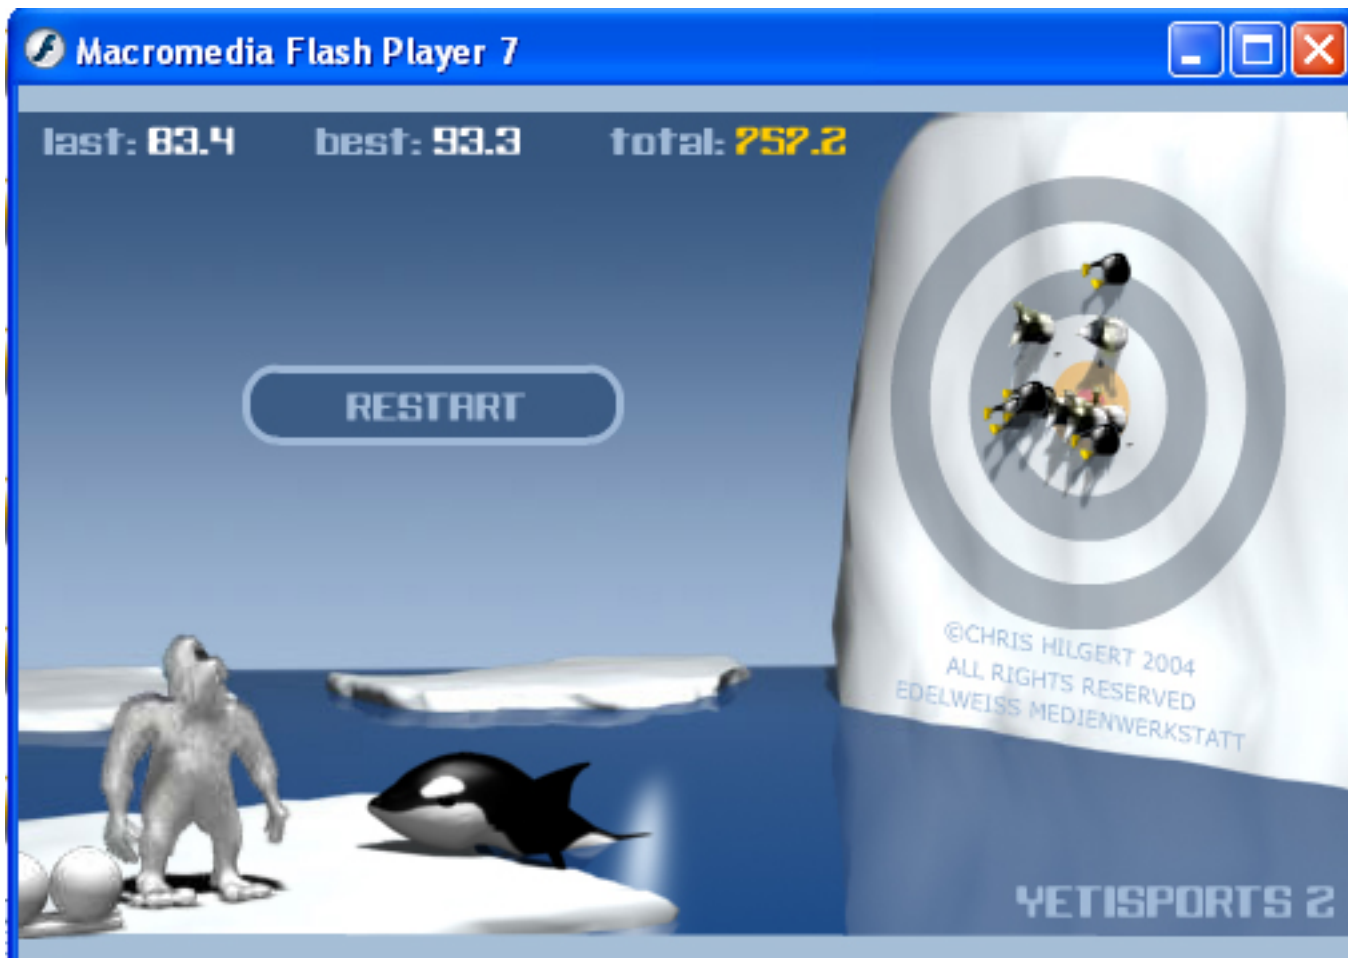 Macromedia Flash Player 7
last: 83.4 best: 93.3 total: 757.2
RESTART
©CHRIS HILGERT 2004
ALL RIGHTS RESERVED
EDELWEISS MEDIENWERKSTATT
YETISPORTS 2